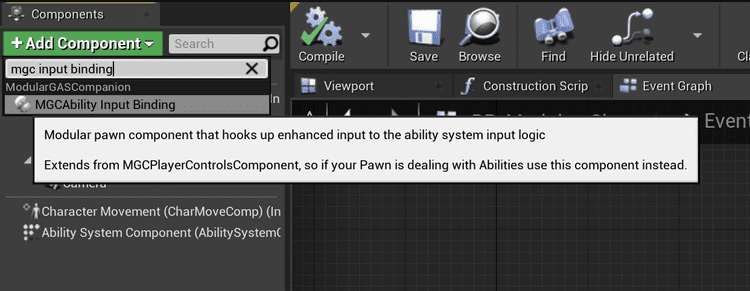 Components
+ Add Component
Search
mgc input binding
ModularGASCompanion
MGCAbility Input Binding
Modular pawn component that hooks up enhanced input to the ability system input logic
Extends from MGCPlayerControlsComponent, so if your Pawn is dealing with Abilities use this component instead.
Camera
Character Movement (CharMoveComp) (In
Ability System Component (AbilitySystemC
Compile
Save
Browse
Find
Hide Unrelated
Cla
Viewport
Construction Scrip
Event Graph
Event